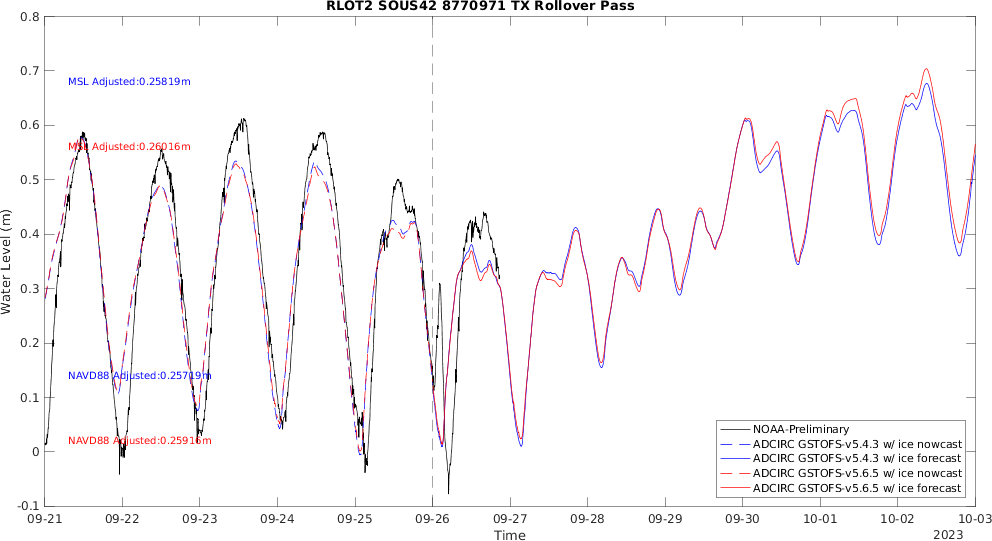 RLOT2 SOUS42 8770971 TX Rollover Pass
0.8
0.7
0.6
0.5
0.4
0.3
0.2
0.1
0
-0.1
Water Level (m)
MSL Adjusted:0.25819m
MSL Adjusted:0.26016m
NAVD88 Adjusted:0.25719m
NAVD88 Adjusted:0.25916m
NOAA-Preliminary
ADCIRC GSTOFS-v5.4.3 w/ ice nowcast
ADCIRC GSTOFS-v5.4.3 w/ ice forecast
ADCIRC GSTOFS-v5.6.5 w/ ice nowcast
ADCIRC GSTOFS-v5.6.5 w/ ice forecast
09-21 09-22 09-23 09-24 09-25 09-26 09-27 09-28 09-29 09-30 10-01 10-02 10-03
Time
2023